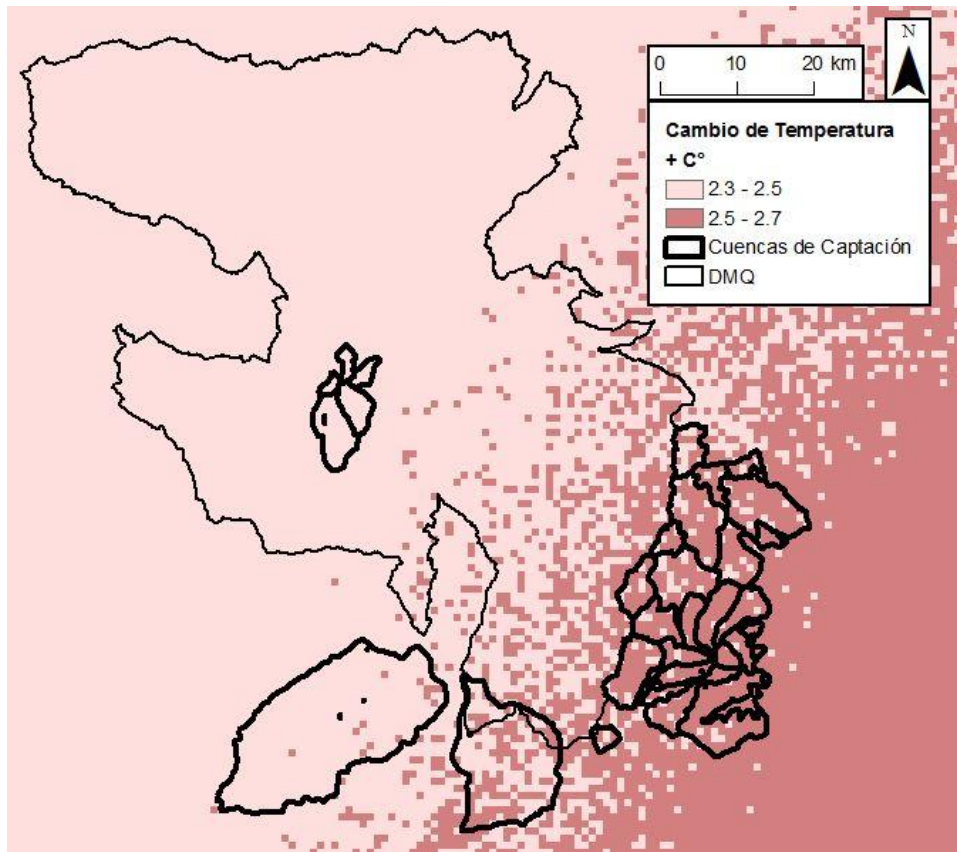 N
0 10 20 km
Cambio de Temperatura
+ C°
2.3 - 2.5
2.5 - 2.7
Cuencas de Captación
DMQ